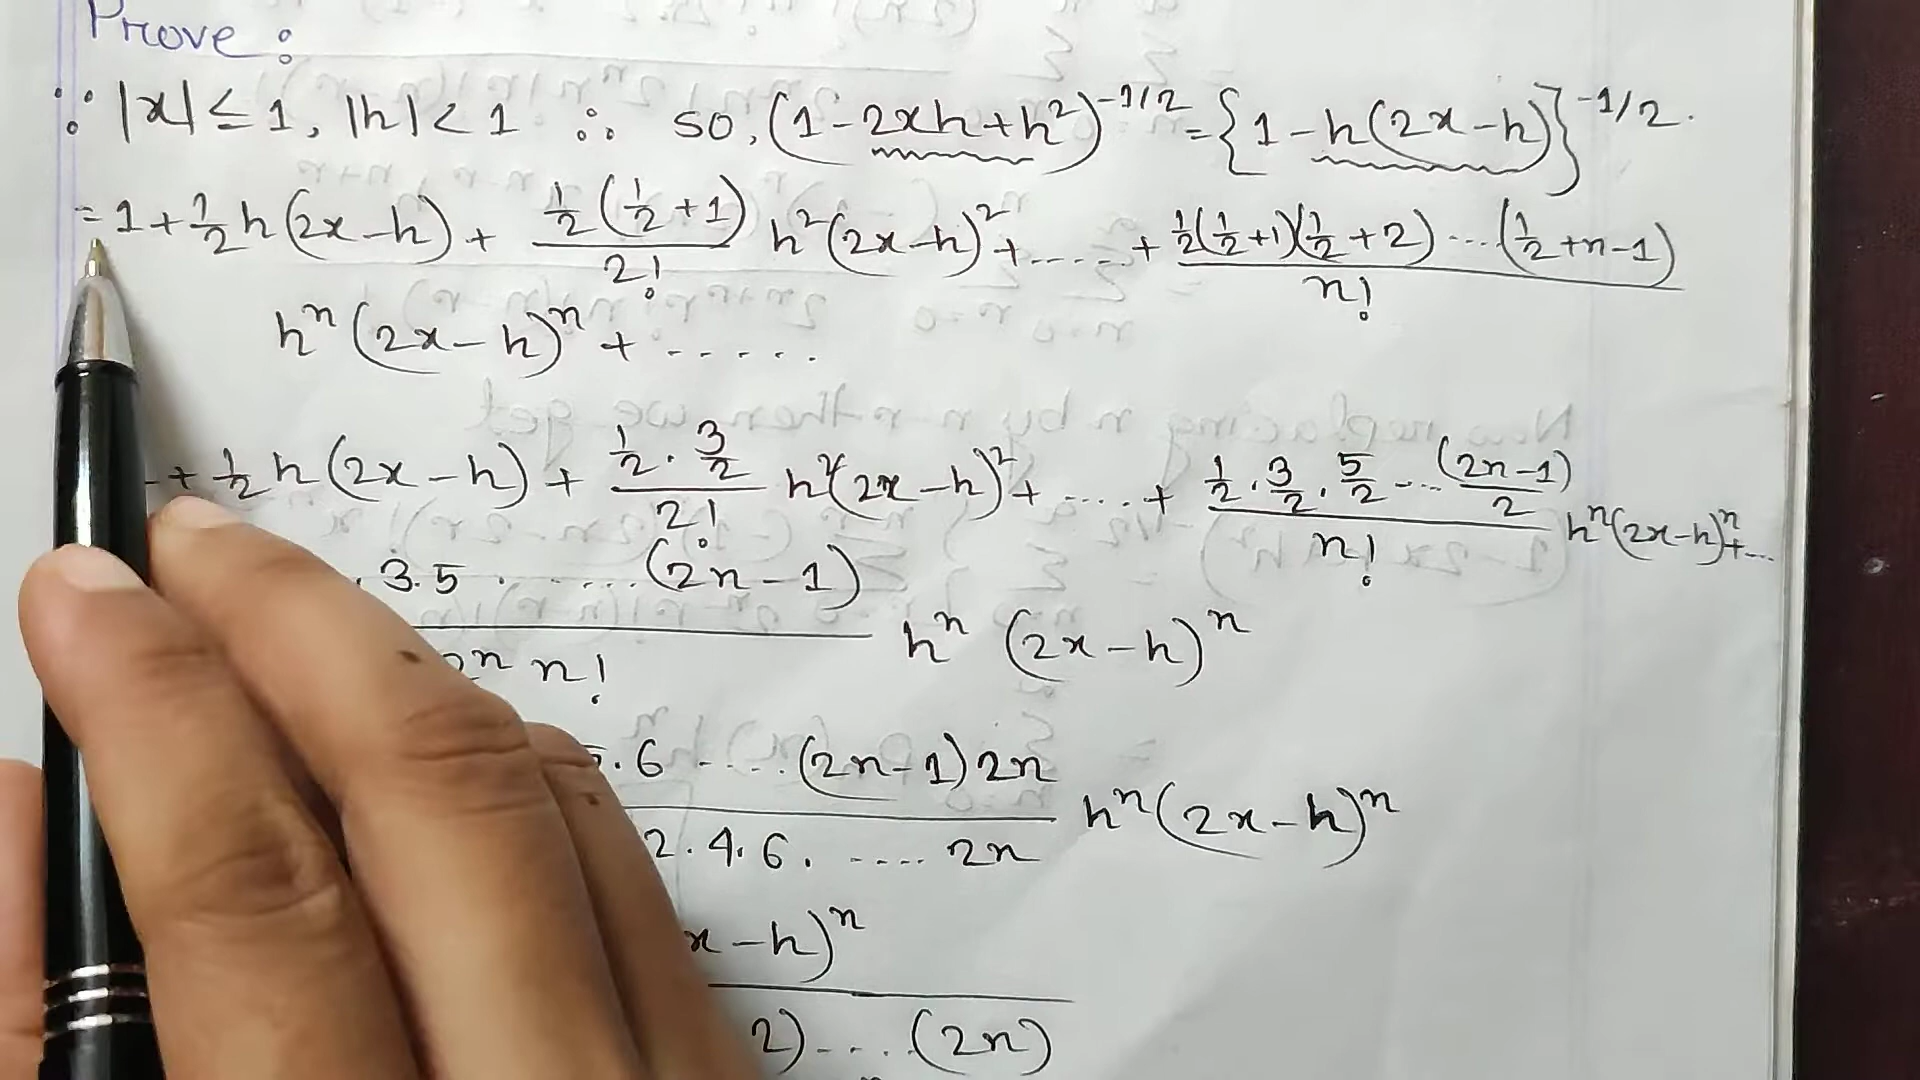 Prove :
∵ |x| ≤ 1, |h| < 1 ∴ so, (1 - 2xh + h²)^{-1/2} = {1 - h(2x - h)}^{-1/2}.
= 1 + 1/2 h(2x - h) + (1/2(1/2 + 1))/2! h²(2x - h)² + ..... + (1/2(1/2 + 1)(1/2 + 2) ... (1/2 + n - 1))/n!
h^n (2x - h)^n + .....
+ 1/2 h(2x - h) + (1/2 . 3/2)/2! h²(2x - h)² + ..... + (1/2 . 3/2 . 5/2 ... (2n - 1)/2)/n! h^n(2x - h)^n + ...
. 3.5 . ..... (2n - 1) / 2^n n! h^n (2x - h)^n
.6 .... (2n - 1) 2n / 2.4.6. .... 2n h^n(2x - h)^n
x - h)^n
2) ... (2n)